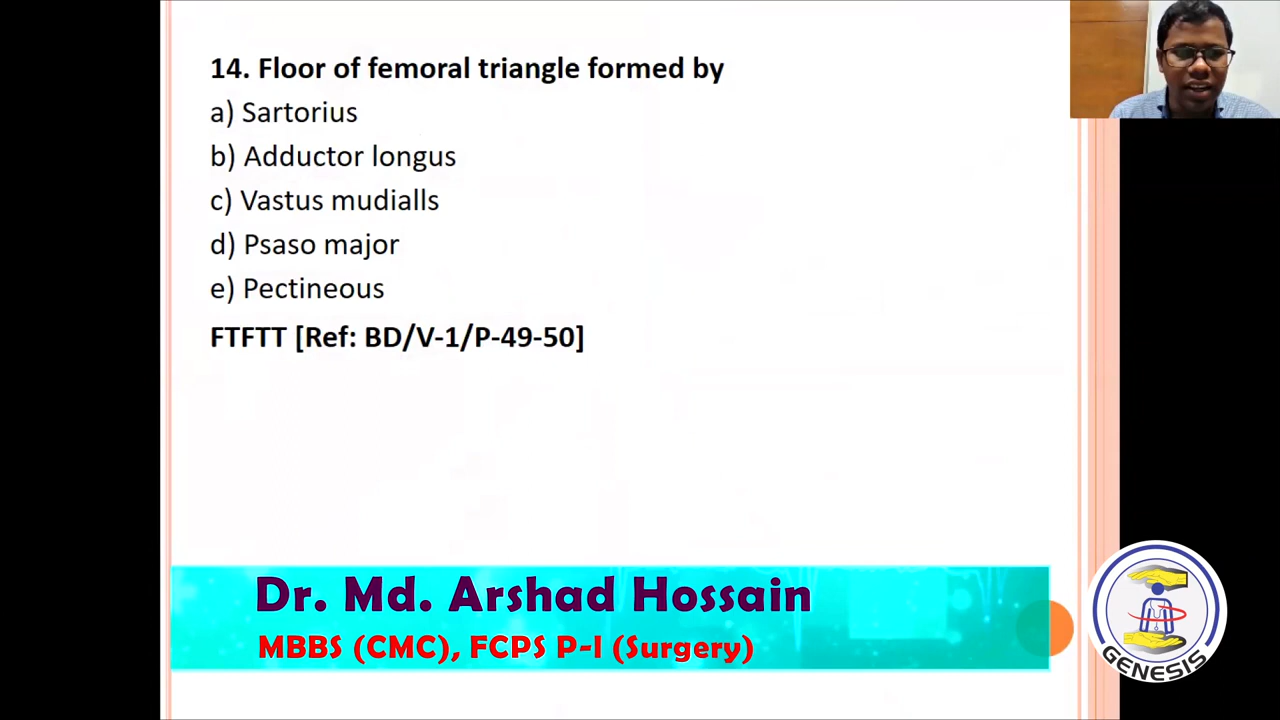 14. Floor of femoral triangle formed by
a) Sartorius
b) Adductor longus
c) Vastus mudialls
d) Psaso major
e) Pectineous
FTFTT [Ref: BD/V-1/P-49-50]
Dr. Md. Arshad Hossain
MBBS (CMC), FCPS P-I (Surgery)
GENESIS